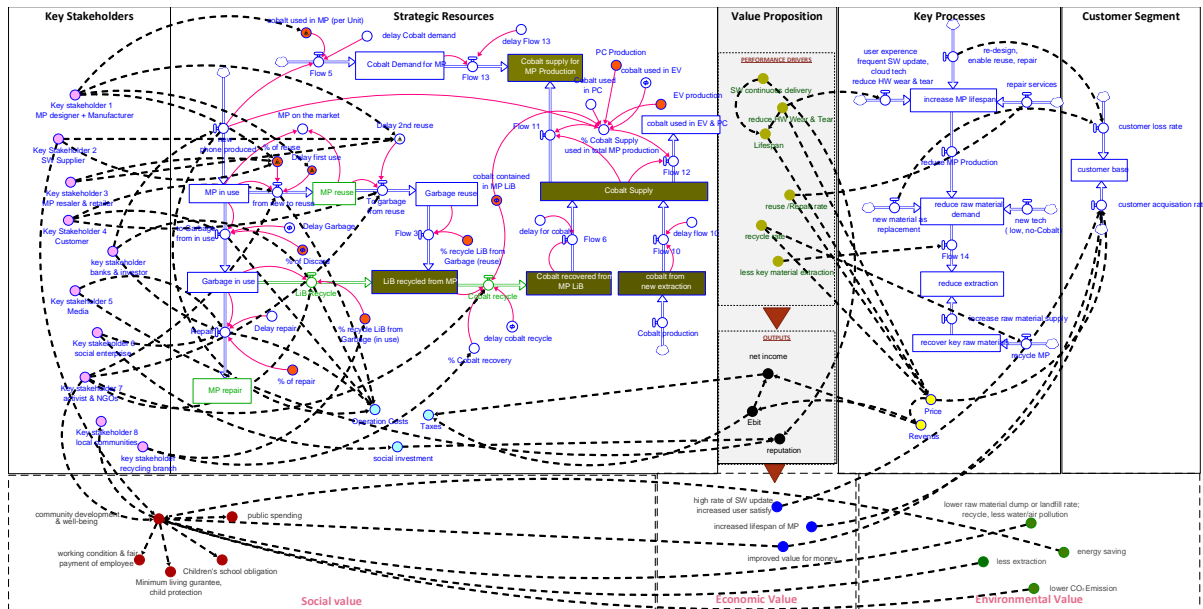 Key Stakeholders
Strategic Resources
Value Proposition
Key Processes
Customer Segment
cobalt used in MP (per Unit)
delay Cobalt demand
Flow 5
Cobalt Demand for MP
delay Flow 13
Flow 13
Cobalt supply for
MP Production
PC Production
Cobalt used
in PC
cobalt used in EV
EV production
cobalt used in EV & PC
Key stakeholder 1
MP designer + Manufacturer
Key Stakeholder 2
SW Supplier
Key stakeholder 3
MP resaler & retailer
Key Stakeholder 4
Customer
key stakeholder
banks & investor
Key stakeholder 5
Media
Key stakeholder 6
social enterprise
Key stakeholder 7
activist & NGOs
Key stakeholder 8
local communities
key stakeholder
recycling branch
new
phone produced
MP on the market
% of reuse
Delay first use
Delay 2nd reuse
MP in use
from new to reuse
MP reuse
To garbage
from reuse
Garbage reuse
to Garbage
from in use
Delay Garbage
% of Discard
Flow 3
% recycle LiB from
Garbage (reuse)
cobalt contained
in MP LiB
Flow 11
% Cobalt Supply
used in total MP production
Flow 12
Cobalt Supply
delay for cobalt
Flow 6
delay flow 10
Flow 10
Garbage in use
LiB Recycle
LiB recycled from MP
Cobalt recycle
Cobalt recovered from
MP LiB
cobalt from
new extraction
Repair
Delay repair
% recycle LiB from
Garbage (in use)
delay cobalt recycle
% Cobalt recovery
Cobalt production
% of repair
MP repair
Operation Costs
Taxes
social investment
PERFORMANCE DRIVERS
SW continuous delivery
reduce HW Wear & Tear
Lifespan
reuse /Repair rate
recycle rate
less key material extraction
OUTPUTS
net income
Ebit
reputation
user experence
frequent SW update,
cloud tech
reduce HW wear & tear
re-design,
enable reuse, repair
increase MP lifespan
repair services
reduce MP Production
reduce raw material
demand
new material as
replacement
new tech
( low, no-Cobalt)
Flow 14
reduce extraction
increase raw material supply
recover key raw material
recycle MP
Price
Revenus
customer loss rate
customer base
customer acquisition rate
community development
& well-being
public spending
working condition & fair
payment of employee
Children's school obligation
Minimum living gurantee,
child protection
Social value
high rate of SW update
increased user satisfy
increased lifespan of MP
improved value for money
Economic Value
lower raw material dump or landfill rate;
recycle, less water/air pollution
energy saving
less extraction
lower CO₂ Emission
Environmental Value